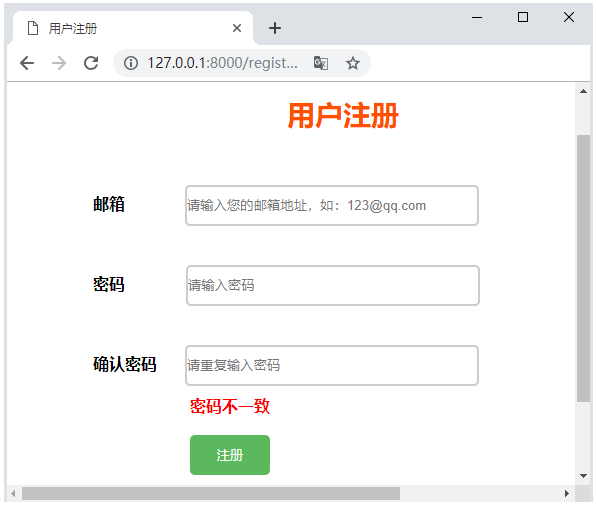 用户注册
127.0.0.1:8000/regist...
用户注册
邮箱
请输入您的邮箱地址，如：123@qq.com
密码
请输入密码
确认密码
请重复输入密码
密码不一致
注册